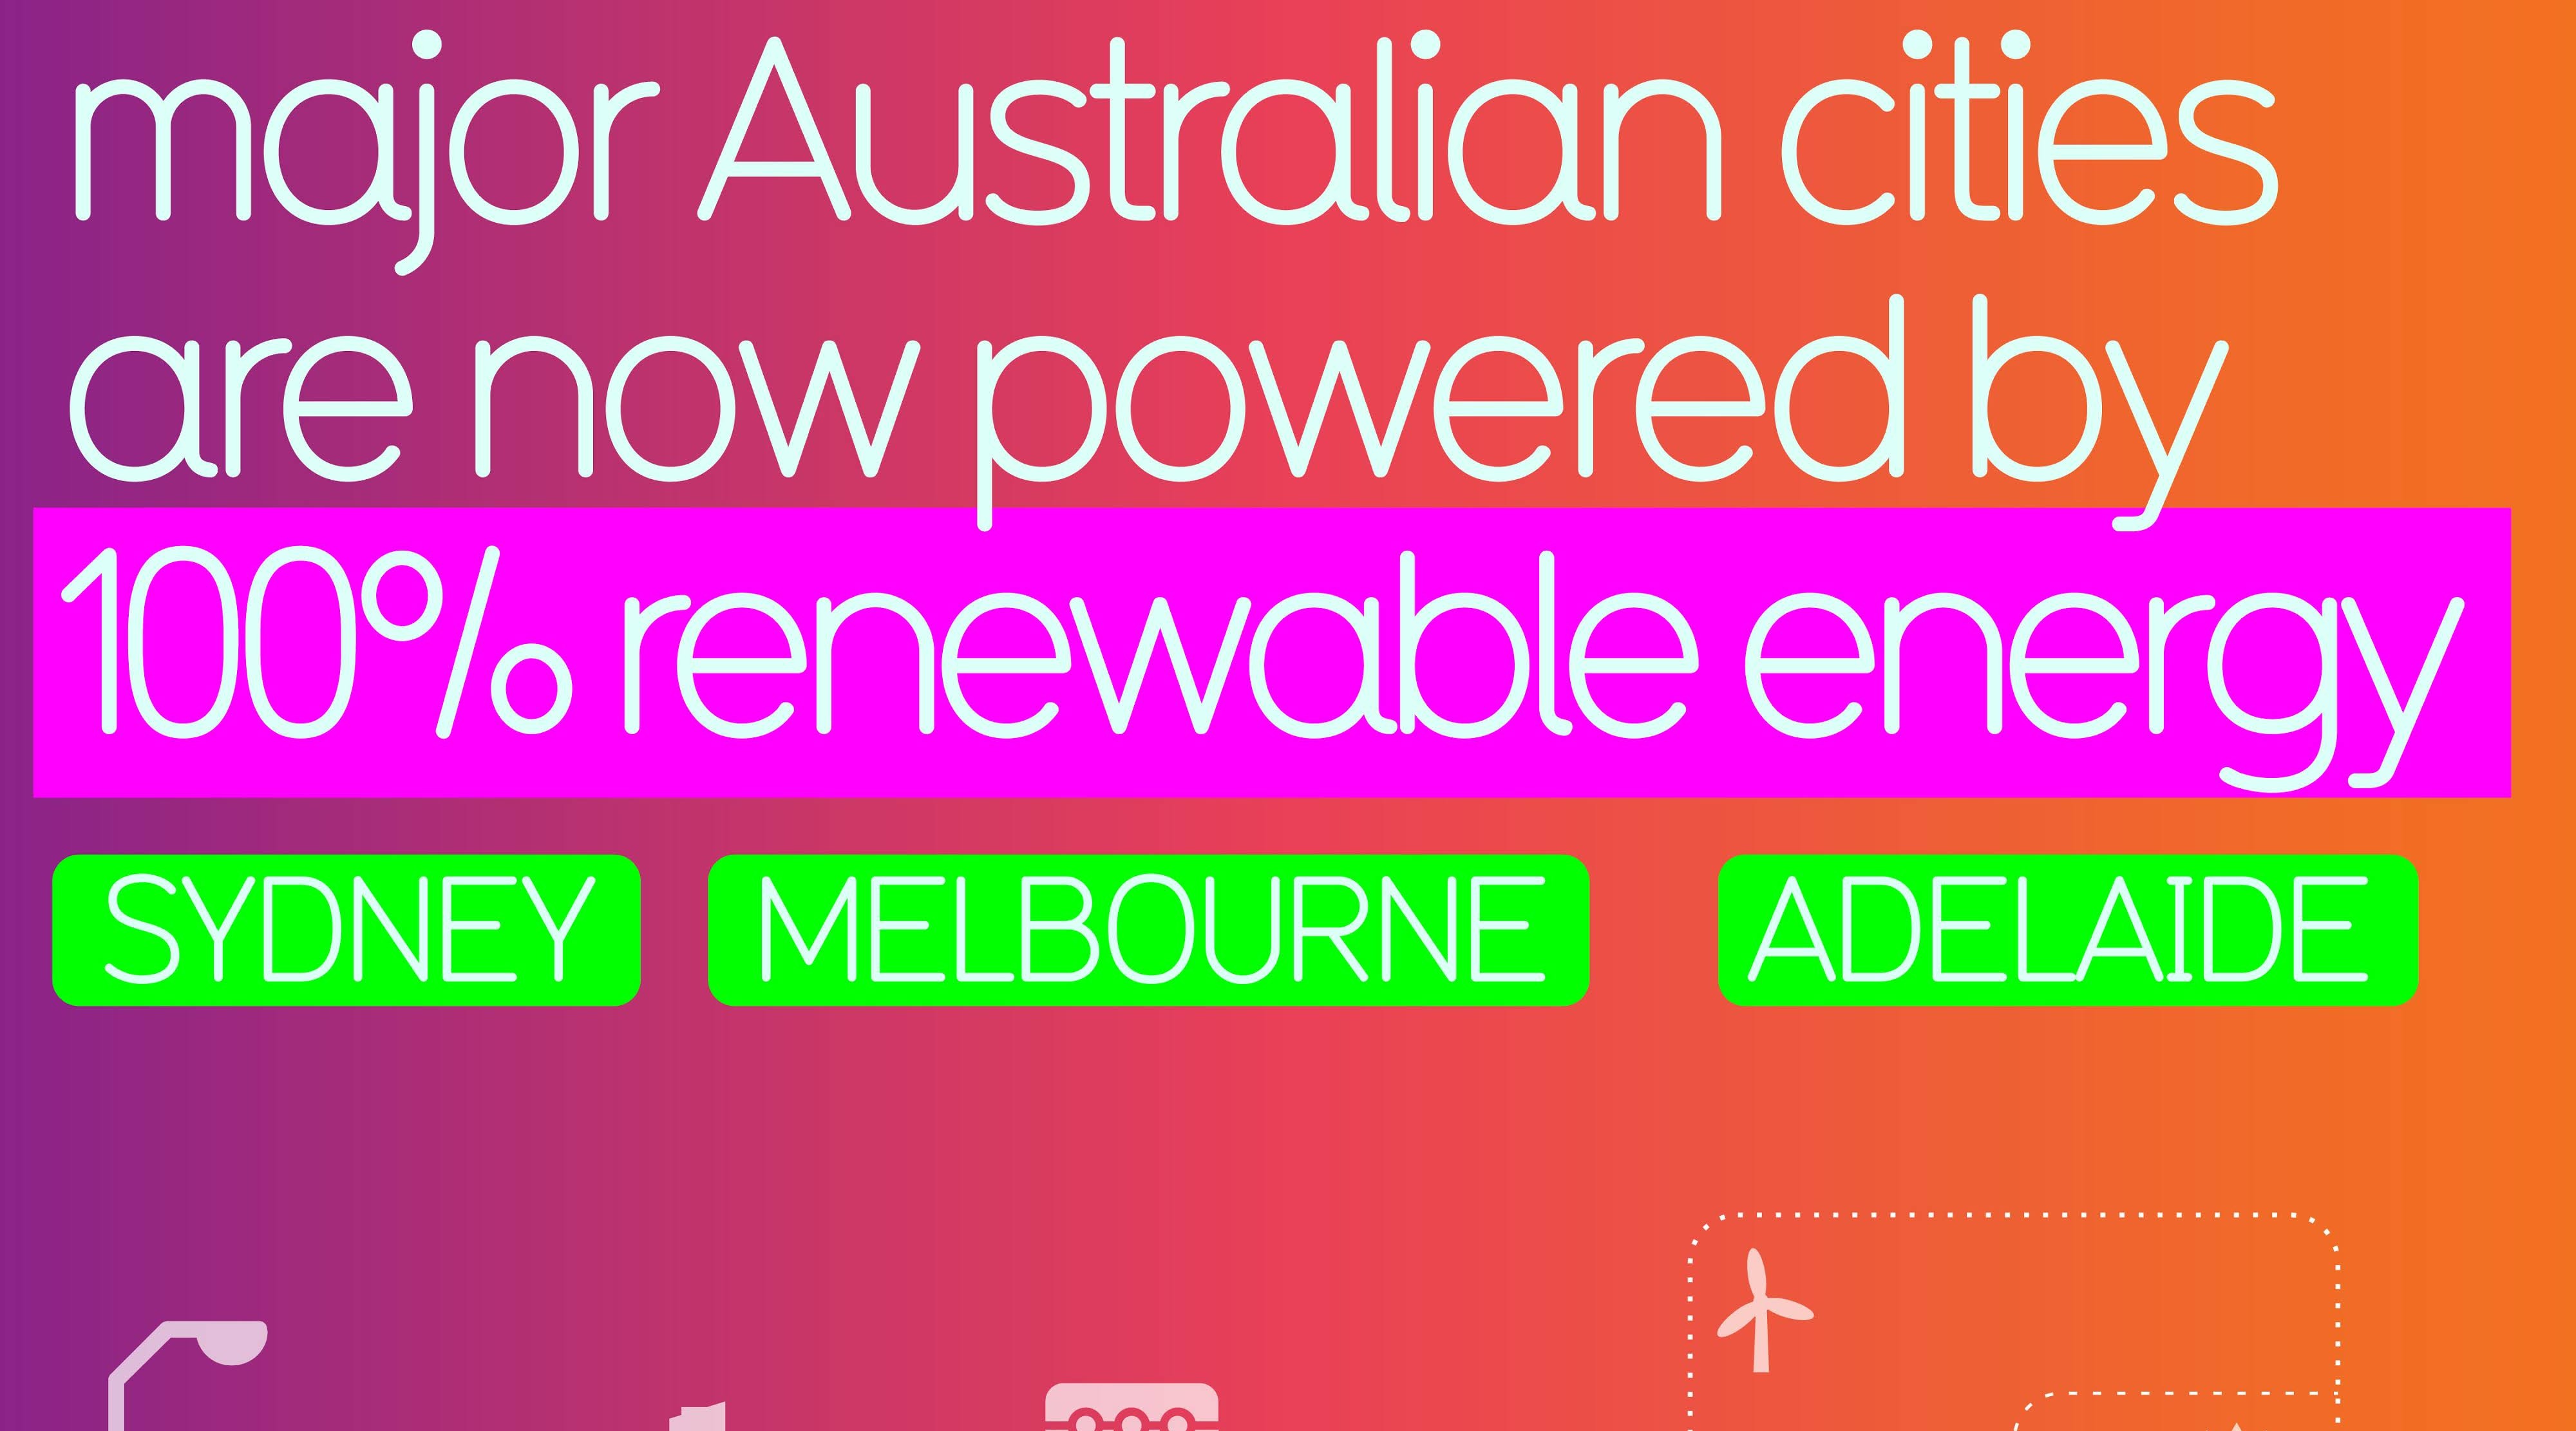 major Australian cities
are now powered by
100% renewable energy
SYDNEY MELBOURNE ADELAIDE